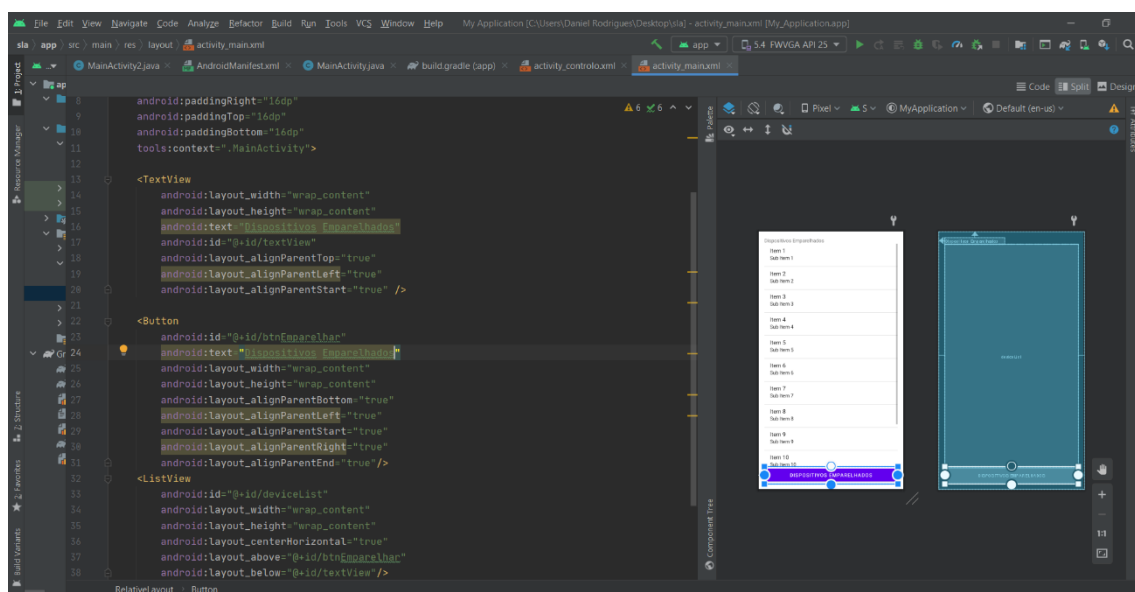 File Edit View Navigate Code Analyze Refactor Build Run Tools VCS Window Help My Application [C:\Users\Daniel Rodrigues\Desktop\sla] - activity_main.xml [My_Application.app]
sla app src main res layout activity_main.xml app 5.4 FWVGA API 25
MainActivity2.java AndroidManifest.xml MainActivity.java build.gradle (:app) activity_controlo.xml activity_main.xml
Code Split Design
1: Project
Resource Manager
Z: Structure
2: Favorites
Build Variants
ap
Gr
8 android:paddingRight="16dp"
9 android:paddingTop="16dp"
10 android:paddingBottom="16dp"
11 tools:context=".MainActivity">
12
13 <TextView
14 android:layout_width="wrap_content"
15 android:layout_height="wrap_content"
16 android:text="Dispositivos Emparelhados"
17 android:id="@+id/textView"
18 android:layout_alignParentTop="true"
19 android:layout_alignParentLeft="true"
20 android:layout_alignParentStart="true" />
21
22 <Button
23 android:id="@+id/btnEmparelhar"
24 android:text="Dispositivos Emparelhados"
25 android:layout_width="wrap_content"
26 android:layout_height="wrap_content"
27 android:layout_alignParentBottom="true"
28 android:layout_alignParentLeft="true"
29 android:layout_alignParentStart="true"
30 android:layout_alignParentRight="true"
31 android:layout_alignParentEnd="true"/>
32 <ListView
33 android:id="@+id/deviceList"
34 android:layout_width="wrap_content"
35 android:layout_height="wrap_content"
36 android:layout_centerHorizontal="true"
37 android:layout_above="@+id/btnEmparelhar"
38 android:layout_below="@+id/textView"/>
RelativeLayout Button
6 6
Palette
Component Tree
Attributes
Pixel S MyApplication Default (en-us)
Dispositivos Emparelhados
Item 1
Sub Item 1
Item 2
Sub Item 2
Item 3
Sub Item 3
Item 4
Sub Item 4
Item 5
Sub Item 5
Item 6
Sub Item 6
Item 7
Sub Item 7
Item 8
Sub Item 8
Item 9
Sub Item 9
Item 10
Sub Item 10
DISPOSITIVOS EMPARELHADOS
1:1